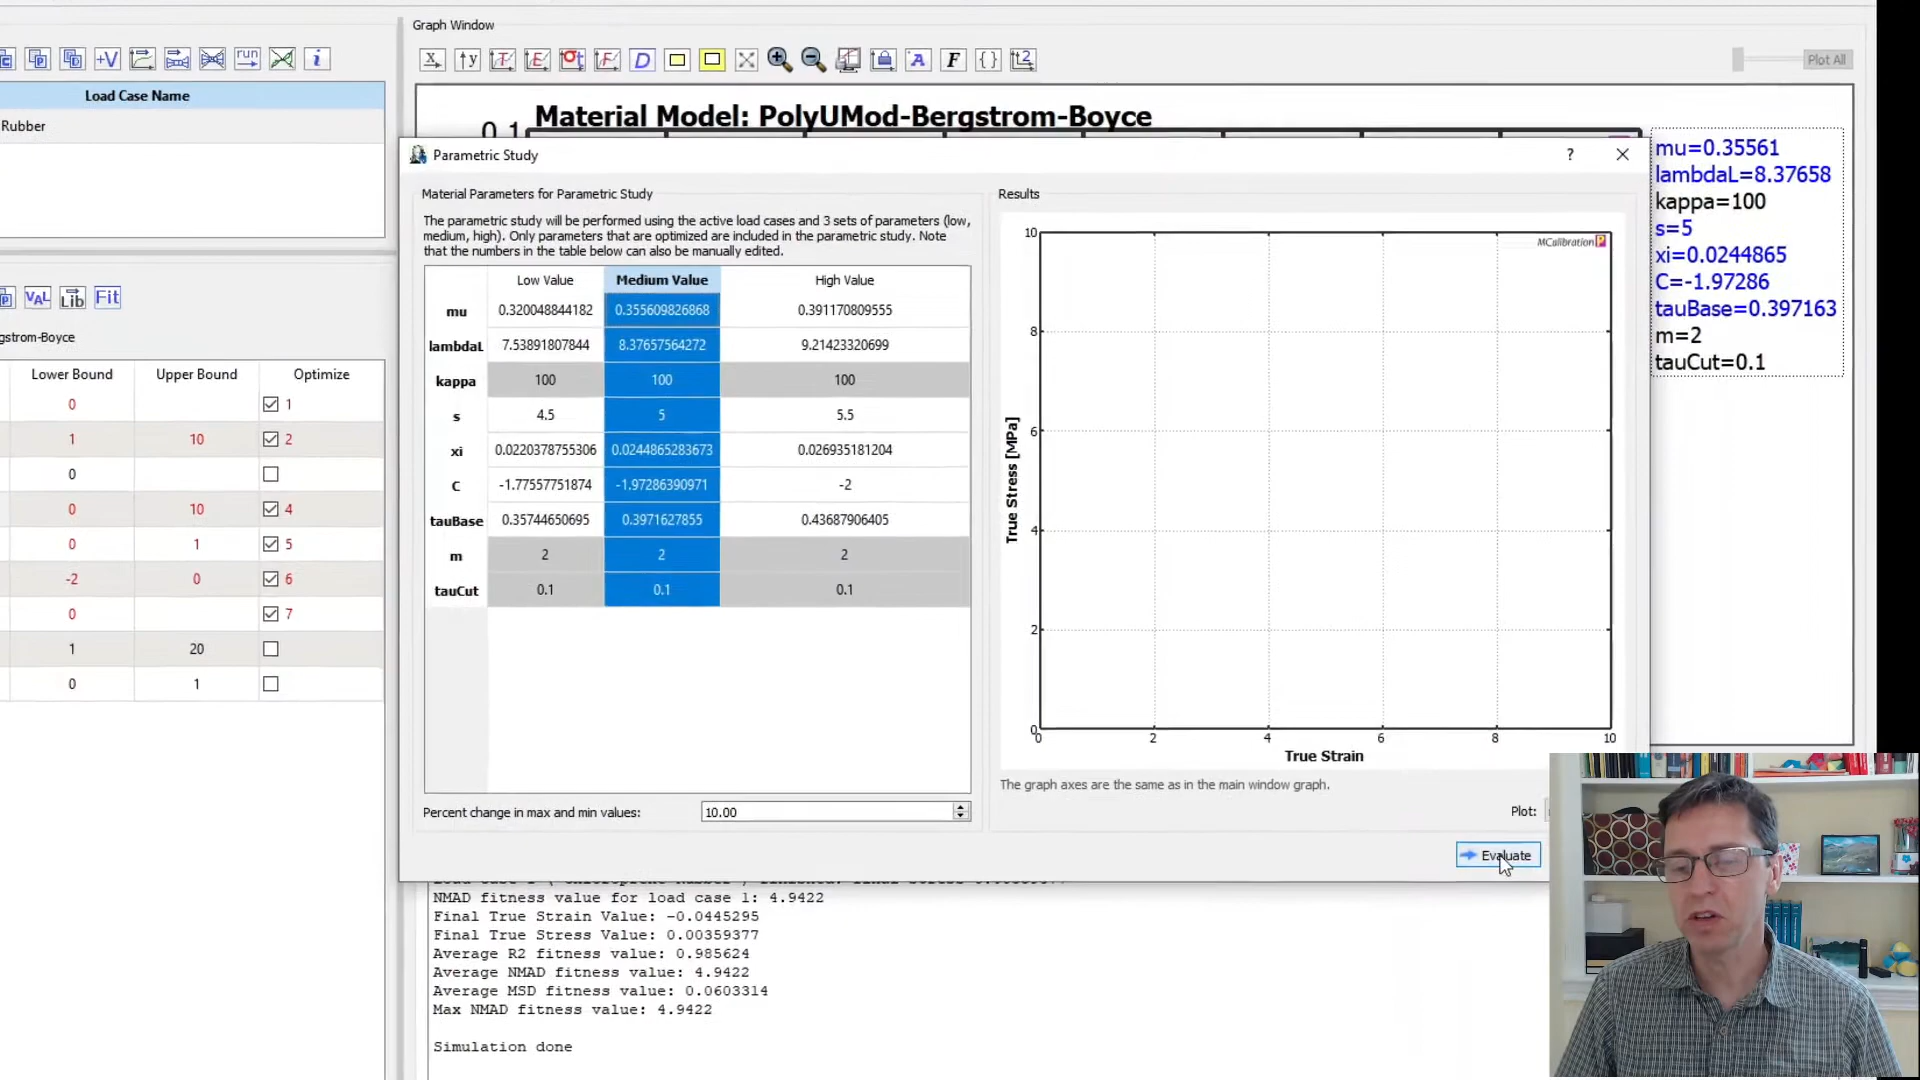 Graph Window
+V
run
i
x
y
T
E
σt
F
D
A
F
{ }
12
Plot All
Load Case Name
Rubber
0.1
Material Model: PolyUMod-Bergstrom-Boyce
mu=0.35561
lambdaL=8.37658
kappa=100
s=5
xi=0.0244865
C=-1.97286
tauBase=0.397163
m=2
tauCut=0.1
VAL
Lib
Fit
gstrom-Boyce
Lower Bound Upper Bound Optimize
0 1
1 10 2
0
0 10 4
0 1 5
-2 0 6
0 7
1 20
0 1
Parametric Study
?
Material Parameters for Parametric Study
The parametric study will be performed using the active load cases and 3 sets of parameters (low,
medium, high). Only parameters that are optimized are included in the parametric study. Note
that the numbers in the table below can also be manually edited.
Low Value Medium Value High Value
mu 0.320048844182 0.355609826868 0.391170809555
lambdaL 7.53891807844 8.37657564272 9.21423320699
kappa 100 100 100
s 4.5 5 5.5
xi 0.0220378755306 0.0244865283673 0.026935181204
C -1.77557751874 -1.97286390971 -2
tauBase 0.35744650695 0.3971627855 0.43687906405
m 2 2 2
tauCut 0.1 0.1 0.1
Percent change in max and min values: 10.00
Results
MCalibration
10
8
6
4
2
0
True Stress [MPa]
0 2 4 6 8 10
True Strain
The graph axes are the same as in the main window graph.
Plot:
Evaluate
NMAD fitness value for load case 1: 4.9422
Final True Strain Value: -0.0445295
Final True Stress Value: 0.00359377
Average R2 fitness value: 0.985624
Average NMAD fitness value: 4.9422
Average MSD fitness value: 0.0603314
Max NMAD fitness value: 4.9422
Simulation done